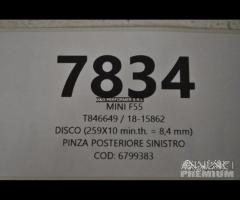 7834
D&G PERFORMER S.R.L
MINI F55
T846649 / 18-15862
DISCO (259X10 min.th. = 8,4 mm)
PINZA POSTERIORE SINISTRO
COD: 6799383
PREMIUM